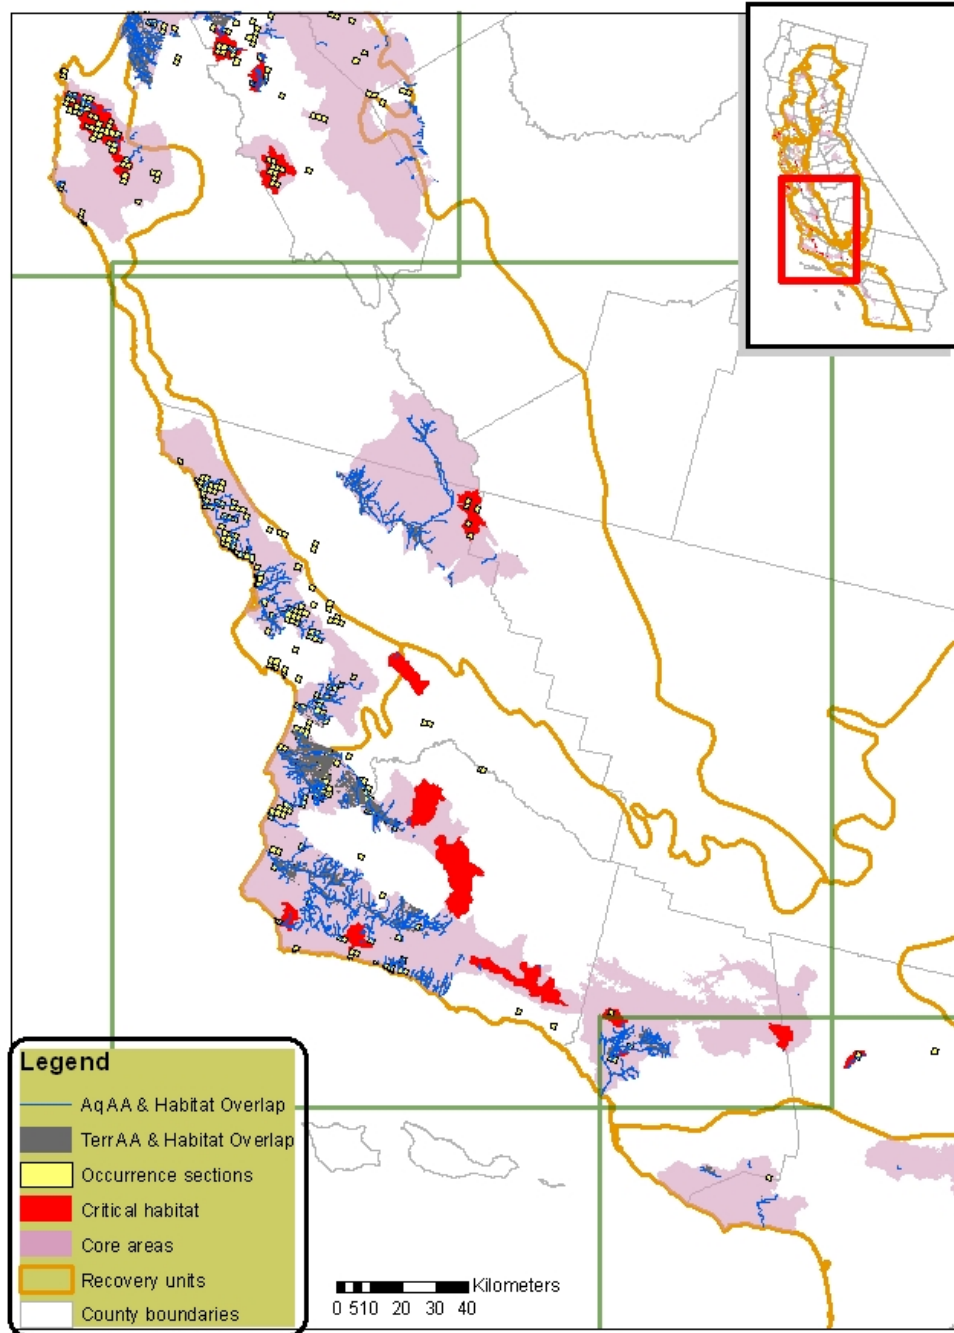 Legend
AqAA & Habitat Overlap
TerrAA & Habitat Overlap
Occurrence sections
Critical habitat
Core areas
Recovery units
County boundaries
Kilometers
0 510 20 30 40